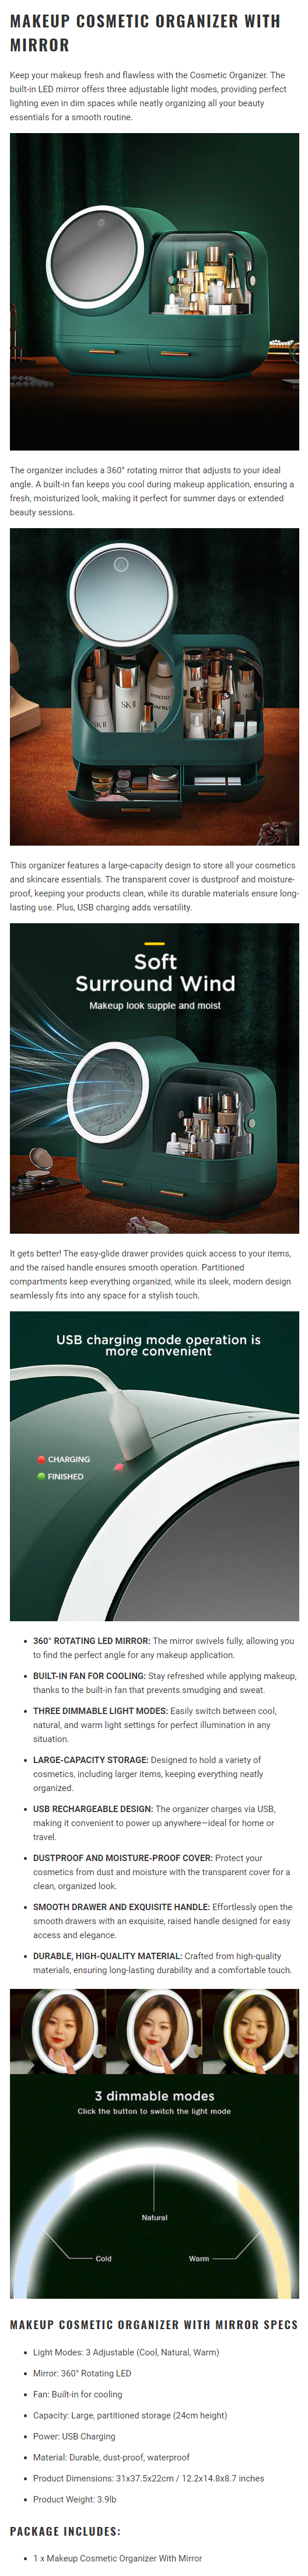 MAKEUP COSMETIC ORGANIZER WITH
MIRROR
Keep your makeup fresh and flawless with the Cosmetic Organizer. The
built-in LED mirror offers three adjustable light modes, providing perfect
lighting even in dim spaces while neatly organizing all your beauty
essentials for a smooth routine.
The organizer includes a 360° rotating mirror that adjusts to your ideal
angle. A built-in fan keeps you cool during makeup application, ensuring a
fresh, moisturized look, making it perfect for summer days or extended
beauty sessions.
SK-II
SK-II
This organizer features a large-capacity design to store all your cosmetics
and skincare essentials. The transparent cover is dustproof and moisture-
proof, keeping your products clean, while its durable materials ensure long-
lasting use. Plus, USB charging adds versatility.
Soft
Surround Wind
Makeup look supple and moist
It gets better! The easy-glide drawer provides quick access to your items,
and the raised handle ensures smooth operation. Partitioned
compartments keep everything organized, while its sleek, modern design
seamlessly fits into any space for a stylish touch.
USB charging mode operation is
more convenient
CHARGING
FINISHED
• 360° ROTATING LED MIRROR: The mirror swivels fully, allowing you
to find the perfect angle for any makeup application.
• BUILT-IN FAN FOR COOLING: Stay refreshed while applying makeup,
thanks to the built-in fan that prevents smudging and sweat.
• THREE DIMMABLE LIGHT MODES: Easily switch between cool,
natural, and warm light settings for perfect illumination in any
situation.
• LARGE-CAPACITY STORAGE: Designed to hold a variety of
cosmetics, including larger items, keeping everything neatly
organized.
• USB RECHARGEABLE DESIGN: The organizer charges via USB,
making it convenient to power up anywhere—ideal for home or
travel.
• DUSTPROOF AND MOISTURE-PROOF COVER: Protect your
cosmetics from dust and moisture with the transparent cover for a
clean, organized look.
• SMOOTH DRAWER AND EXQUISITE HANDLE: Effortlessly open the
smooth drawers with an exquisite, raised handle designed for easy
access and elegance.
• DURABLE, HIGH-QUALITY MATERIAL: Crafted from high-quality
materials, ensuring long-lasting durability and a comfortable touch.
3 dimmable modes
Click the button to switch the light mode
Natural
Cold
Warm
MAKEUP COSMETIC ORGANIZER WITH MIRROR SPECS
• Light Modes: 3 Adjustable (Cool, Natural, Warm)
• Mirror: 360° Rotating LED
• Fan: Built-in for cooling
• Capacity: Large, partitioned storage (24cm height)
• Power: USB Charging
• Material: Durable, dust-proof, waterproof
• Product Dimensions: 31x37.5x22cm / 12.2x14.8x8.7 inches
• Product Weight: 3.9lb
PACKAGE INCLUDES:
• 1 x Makeup Cosmetic Organizer With Mirror